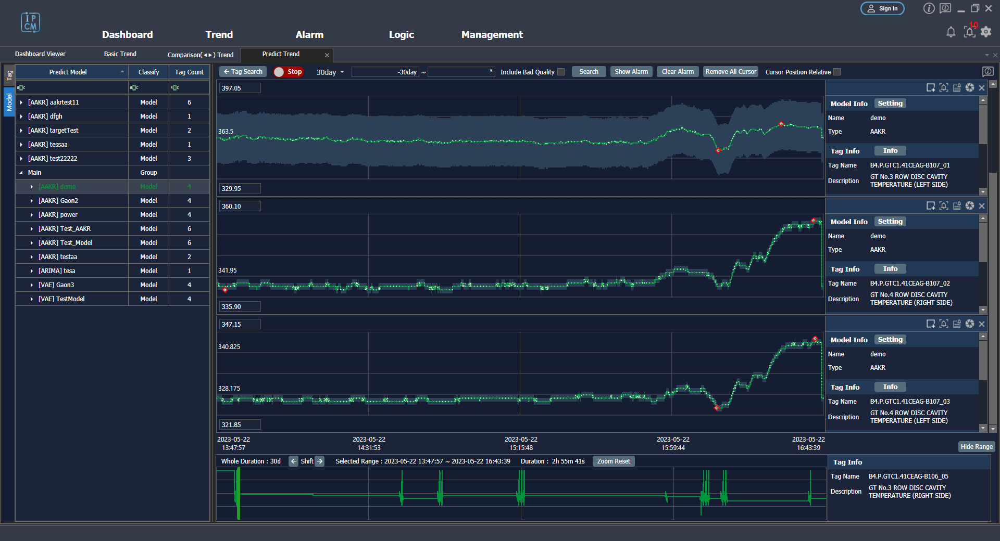 I P
CM
Sign In
10
Dashboard
Trend
Alarm
Logic
Management
Dashboard Viewer
Basic Trend
Comparison(◄►) Trend
Predict Trend
Tag
Model
Predict Model
Classify
Tag Count
ABC
ABC
ABC
[AAKR] aakrtest11 Model 6
[AAKR] dfgh Model 1
[AAKR] targetTest Model 2
[AAKR] tessaa Model 1
[AAKR] test22222 Model 3
Main Group
[AAKR] demo Model 4
[AAKR] Gaon2 Model 4
[AAKR] power Model 4
[AAKR] Test_AAKR Model 6
[AAKR] Test_Model Model 6
[AAKR] testaa Model 2
[ARIMA] tesa Model 1
[VAE] Gaon3 Model 4
[VAE] TestModel Model 4
← Tag Search
Stop
30day
-30day ~ *
Include Bad Quality
Search
Show Alarm
Clear Alarm
Remove All Cursor
Cursor Position Relative
397.05
363.5
329.95
Model Info Setting
Name demo
Type AAKR
Tag Info Info
Tag Name B4.P.GTC1.41CEAG-B107_01
Description GT No.3 ROW DISC CAVITY
TEMPERATURE (LEFT SIDE)
360.10
341.95
335.90
Model Info Setting
Name demo
Type AAKR
Tag Info Info
Tag Name B4.P.GTC1.41CEAG-B107_02
Description GT No.4 ROW DISC CAVITY
TEMPERATURE (RIGHT SIDE)
347.15
340.825
328.175
321.85
Model Info Setting
Name demo
Type AAKR
Tag Info Info
Tag Name B4.P.GTC1.41CEAG-B107_03
Description GT No.4 ROW DISC CAVITY
TEMPERATURE (LEFT SIDE)
2023-05-22 2023-05-22 2023-05-22 2023-05-22 2023-05-22
13:47:57 14:31:53 15:15:48 15:59:44 16:43:39
Hide Range
Whole Duration : 30d ← Shift → Selected Range : 2023-05-22 13:47:57 ~ 2023-05-22 16:43:39 Duration : 2h 55m 41s Zoom Reset
Tag Info
Tag Name B4.P.GTC1.41CEAG-B106_05
Description GT No.3 ROW DISC CAVITY
TEMPERATURE (RIGHT SIDE)